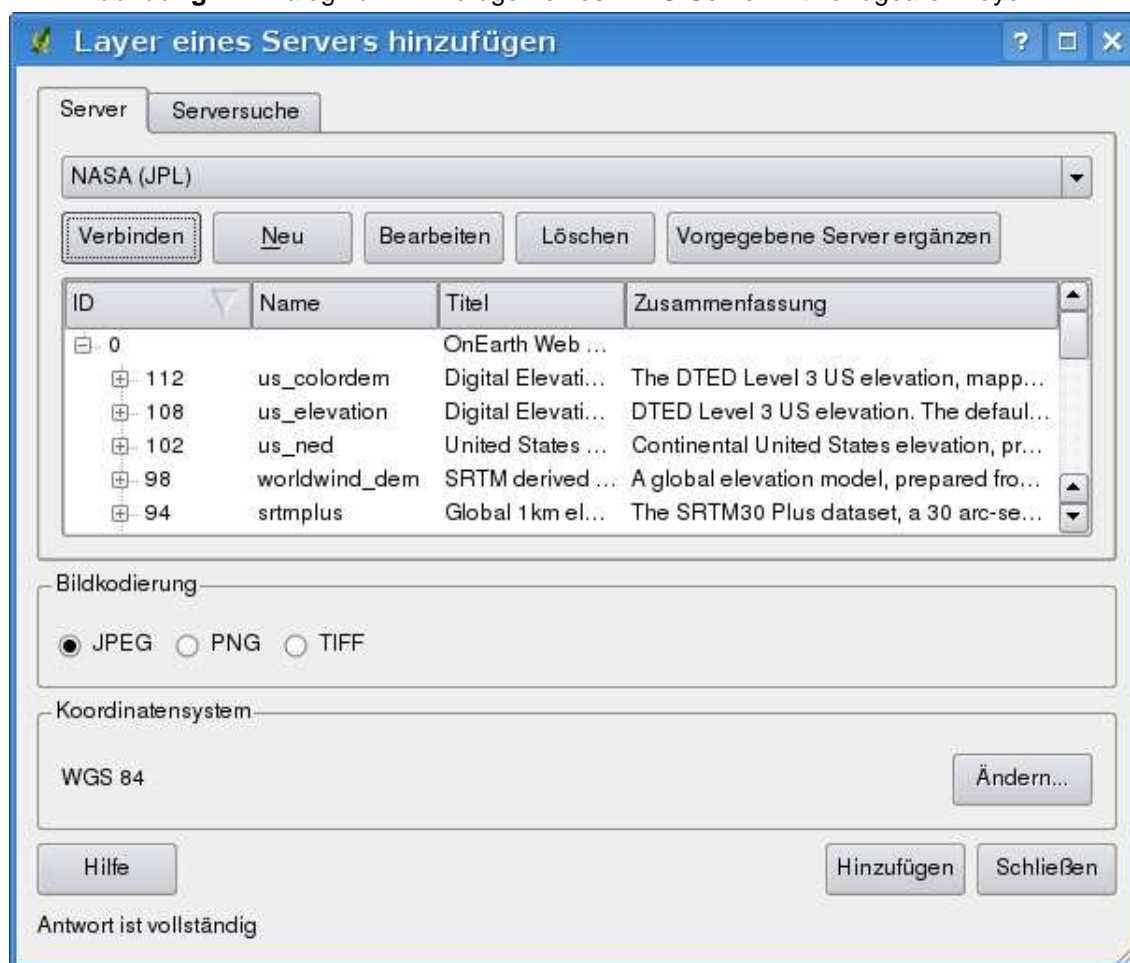 Layer eines Servers hinzufügen
Server Serversuche
NASA (JPL)
Verbinden Neu Bearbeiten Löschen Vorgegebene Server ergänzen
ID Name Titel Zusammenfassung
0 OnEarth Web ...
112 us_colordem Digital Elevati... The DTED Level 3 US elevation, mapp...
108 us_elevation Digital Elevati... DTED Level 3 US elevation. The defaul...
102 us_ned United States ... Continental United States elevation, pr...
98 worldwind_dem SRTM derived ... A global elevation model, prepared fro...
94 srtmplus Global 1km el... The SRTM30 Plus dataset, a 30 arc-se...
Bildkodierung
JPEG PNG TIFF
Koordinatensystem
WGS 84 Ändern...
Hilfe Hinzufügen Schließen
Antwort ist vollständig